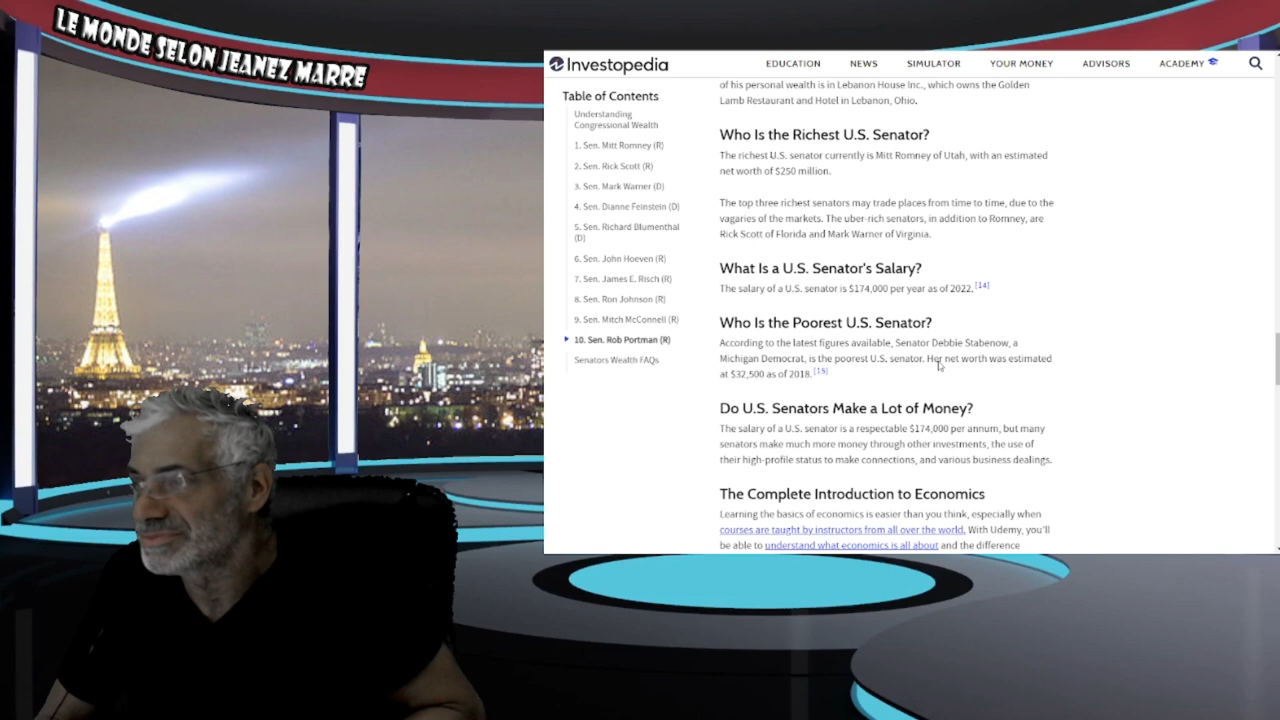 LE MONDE SELON JEANEZ MARRE
Investopedia
EDUCATION NEWS SIMULATOR YOUR MONEY ADVISORS ACADEMY
Table of Contents
Understanding
Congressional Wealth
1. Sen. Mitt Romney (R)
2. Sen. Rick Scott (R)
3. Sen. Mark Warner (D)
4. Sen. Dianne Feinstein (D)
5. Sen. Richard Blumenthal
(D)
6. Sen. John Hoeven (R)
7. Sen. James E. Risch (R)
8. Sen. Ron Johnson (R)
9. Sen. Mitch McConnell (R)
10. Sen. Rob Portman (R)
Senators Wealth FAQs
of his personal wealth is in Lebanon House Inc., which owns the Golden
Lamb Restaurant and Hotel in Lebanon, Ohio.
Who Is the Richest U.S. Senator?
The richest U.S. senator currently is Mitt Romney of Utah, with an estimated
net worth of $250 million.
The top three richest senators may trade places from time to time, due to the
vagaries of the markets. The uber-rich senators, in addition to Romney, are
Rick Scott of Florida and Mark Warner of Virginia.
What Is a U.S. Senator's Salary?
The salary of a U.S. senator is $174,000 per year as of 2022. [14]
Who Is the Poorest U.S. Senator?
According to the latest figures available, Senator Debbie Stabenow, a
Michigan Democrat, is the poorest U.S. senator. Her net worth was estimated
at $32,500 as of 2018. [15]
Do U.S. Senators Make a Lot of Money?
The salary of a U.S. senator is a respectable $174,000 per annum, but many
senators make much more money through other investments, the use of
their high-profile status to make connections, and various business dealings.
The Complete Introduction to Economics
Learning the basics of economics is easier than you think, especially when
courses are taught by instructors from all over the world. With Udemy, you'll
be able to understand what economics is all about and the difference